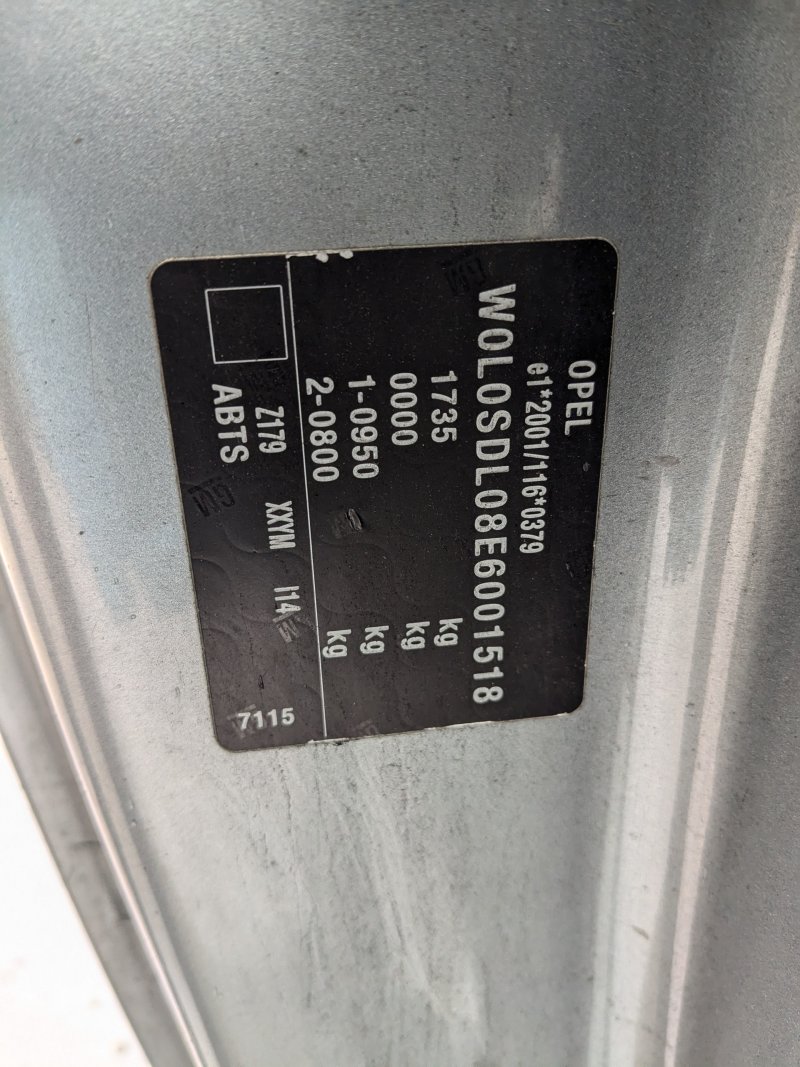 OPEL
e1*2001/116*0379
W0L0SDL08E6001518
1735 kg
0000 kg
1-0950 kg
2-0800 kg
Z179 XXYM I14
ABTS 7115